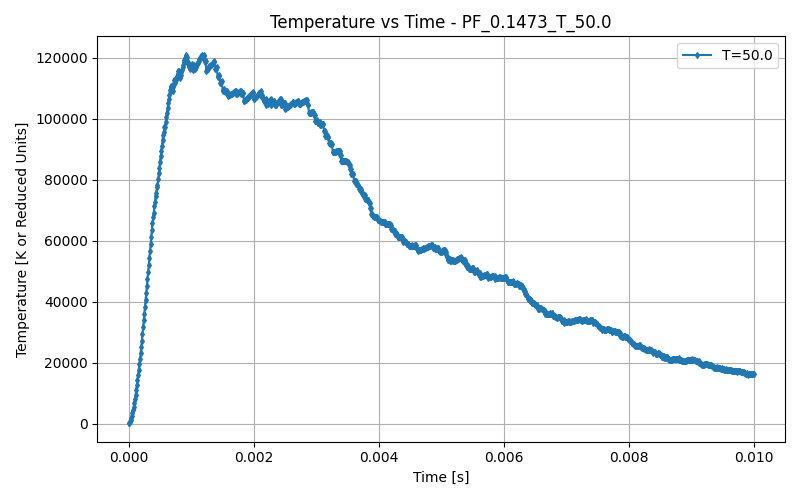 Temperature vs Time - PF_0.1473_T_50.0
T=50.0
120000
100000
80000
60000
40000
20000
0
Temperature [K or Reduced Units]
0.000 0.002 0.004 0.006 0.008 0.010
Time [s]